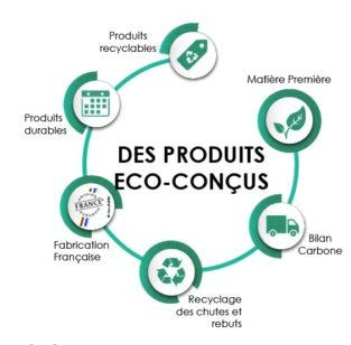 Produits
recyclables
Matière Première
Produits
durables
DES PRODUITS
ECO-CONÇUS
FRANCE
Fabrication
Française
Bilan
Carbone
Recyclage
des chutes et
rebuts